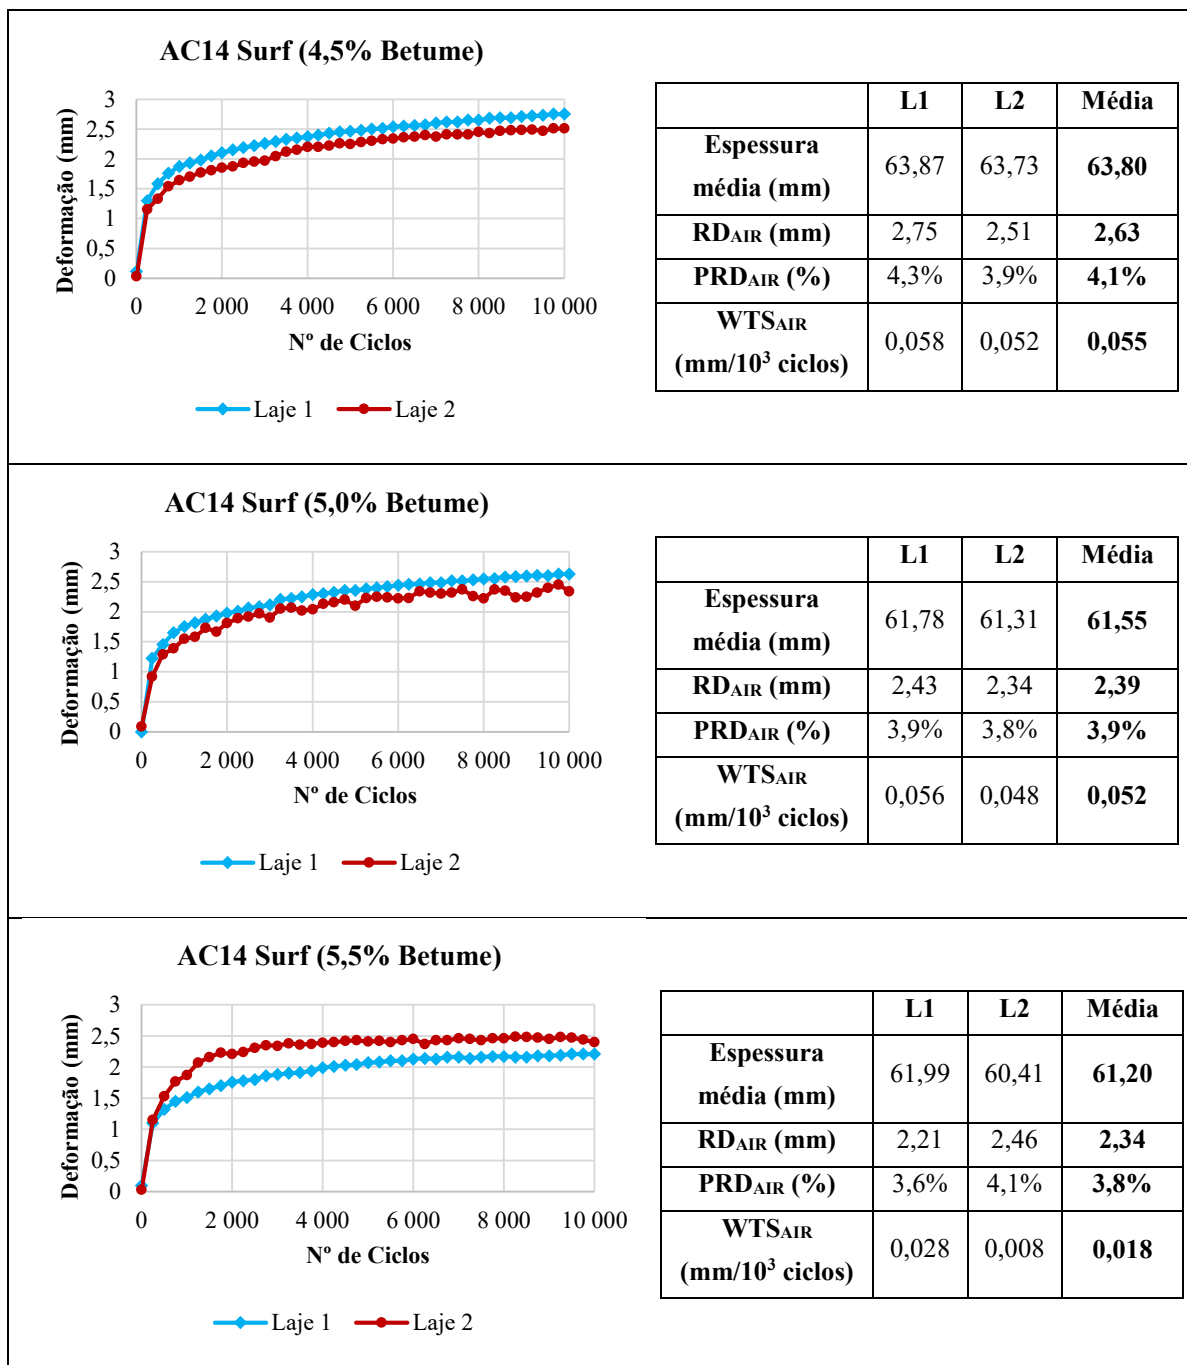 AC14 Surf (4,5% Betume)
Deformação (mm)
3
2,5
2
1,5
1
0,5
0
0 2 000 4 000 6 000 8 000 10 000
Nº de Ciclos
Laje 1 Laje 2
L1 L2 Média
Espessura
média (mm) 63,87 63,73 63,80
RDAIR (mm) 2,75 2,51 2,63
PRDAIR (%) 4,3% 3,9% 4,1%
WTSAIR
(mm/10³ ciclos) 0,058 0,052 0,055
AC14 Surf (5,0% Betume)
Deformação (mm)
3
2,5
2
1,5
1
0,5
0
0 2 000 4 000 6 000 8 000 10 000
Nº de Ciclos
Laje 1 Laje 2
L1 L2 Média
Espessura
média (mm) 61,78 61,31 61,55
RDAIR (mm) 2,43 2,34 2,39
PRDAIR (%) 3,9% 3,8% 3,9%
WTSAIR
(mm/10³ ciclos) 0,056 0,048 0,052
AC14 Surf (5,5% Betume)
Deformação (mm)
3
2,5
2
1,5
1
0,5
0
0 2 000 4 000 6 000 8 000 10 000
Nº de Ciclos
Laje 1 Laje 2
L1 L2 Média
Espessura
média (mm) 61,99 60,41 61,20
RDAIR (mm) 2,21 2,46 2,34
PRDAIR (%) 3,6% 4,1% 3,8%
WTSAIR
(mm/10³ ciclos) 0,028 0,008 0,018